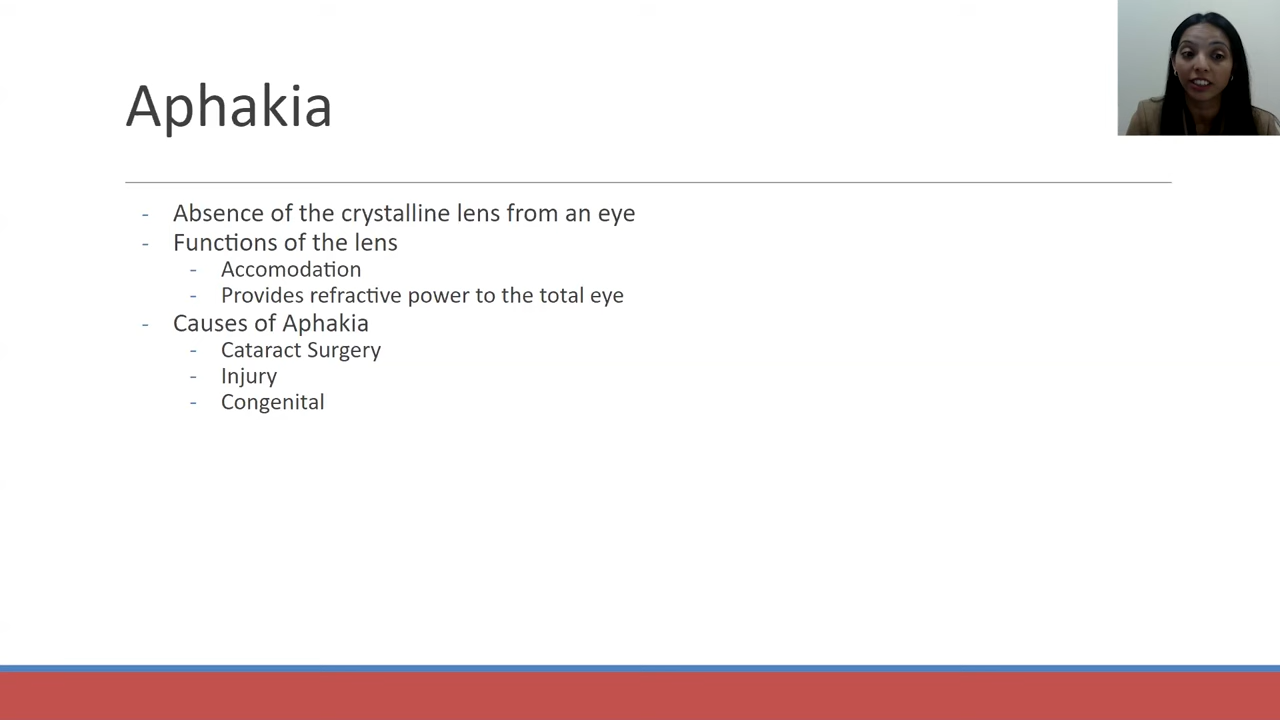 Aphakia
- Absence of the crystalline lens from an eye
- Functions of the lens
- Accomodation
- Provides refractive power to the total eye
- Causes of Aphakia
- Cataract Surgery
- Injury
- Congenital